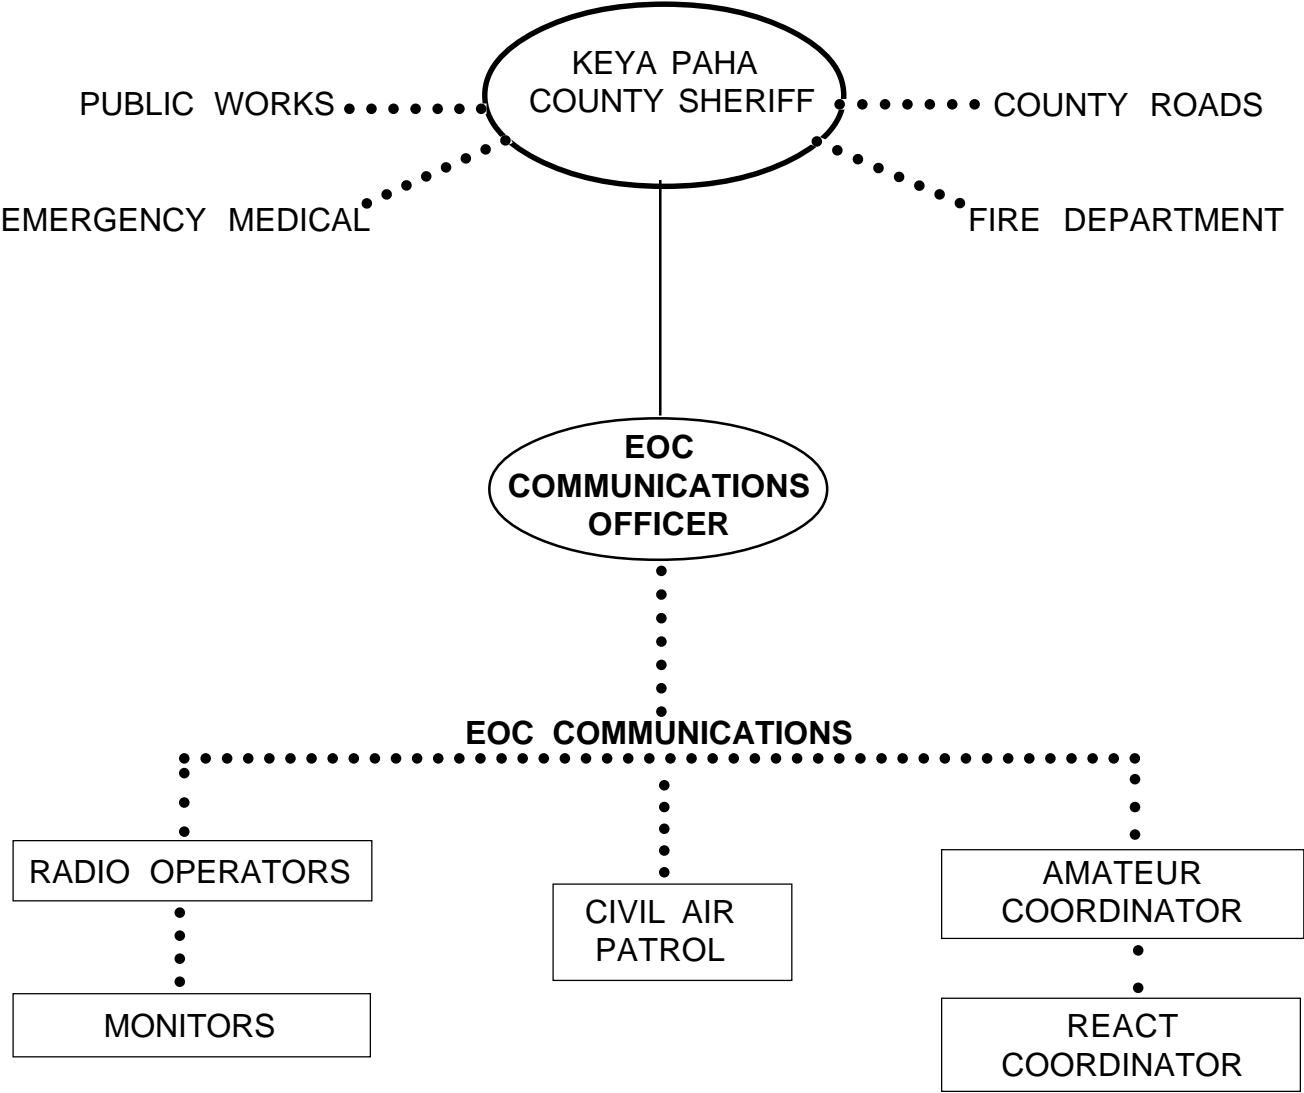 KEYA PAHA
COUNTY SHERIFF
PUBLIC WORKS
COUNTY ROADS
EMERGENCY MEDICAL
FIRE DEPARTMENT
EOC
COMMUNICATIONS
OFFICER
EOC COMMUNICATIONS
RADIO OPERATORS
CIVIL AIR
PATROL
AMATEUR
COORDINATOR
MONITORS
REACT
COORDINATOR